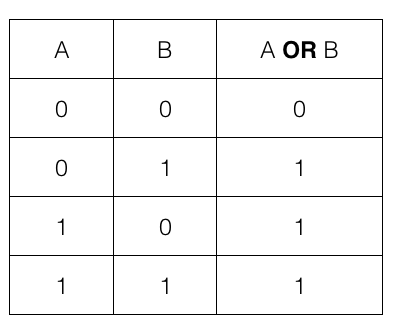 A B A OR B
0 0 0
0 1 1
1 0 1
1 1 1